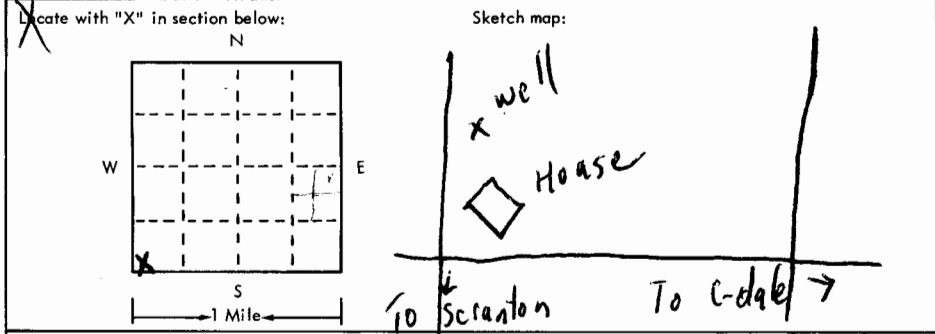 Locate with "X" in section below:
Sketch map:
N
W
E
S
1 Mile
X
x well
House
To Scranton
To C-dale →